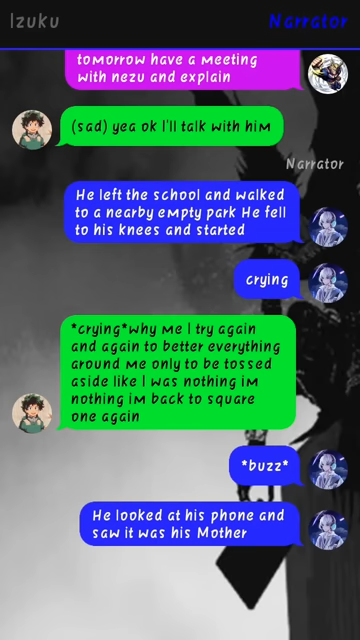 Izuku
Narrator
tomorrow have a meeting
with nezu and explain
(sad) yea ok I'll talk with him
Narrator
He left the school and walked
to a nearby empty park He fell
to his knees and started
crying
*crying*why me I try again
and again to better everything
around me only to be tossed
aside like I was nothing im
nothing im back to square
one again
*buzz*
He looked at his phone and
saw it was his Mother